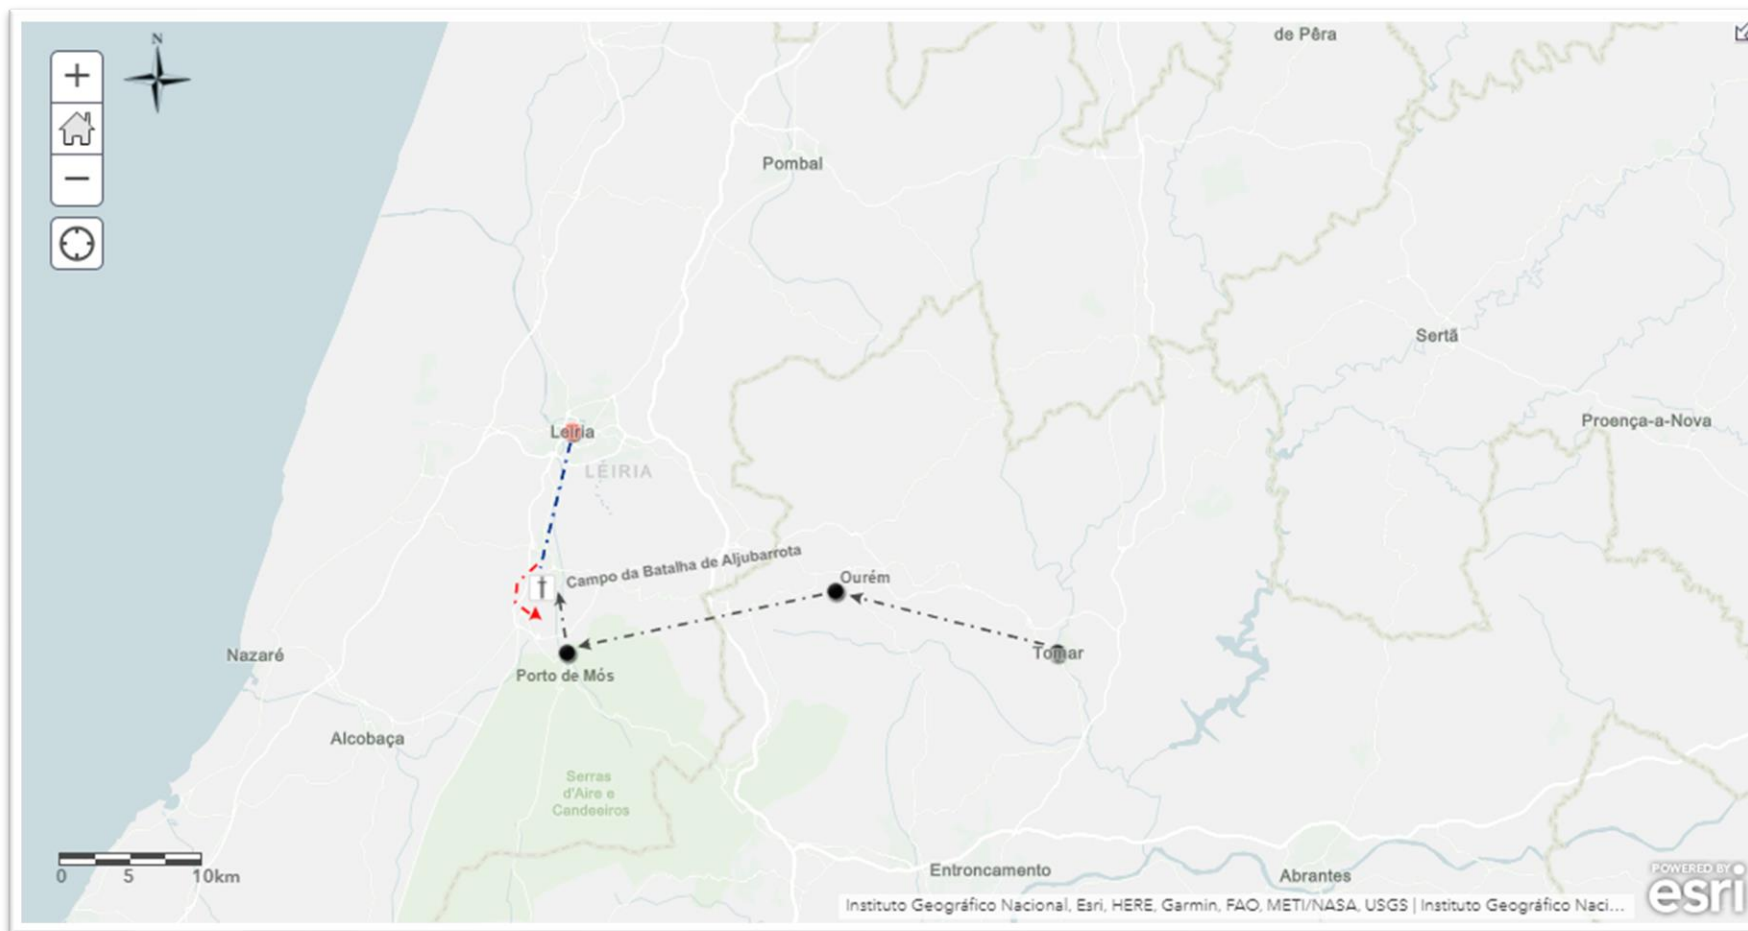 N
de Pêra
+
Pombal
−
Sertã
Proença-a-Nova
Leiria
LEIRIA
Campo da Batalha de Aljubarrota
Ourém
Tomar
Nazaré
Porto de Mós
Alcobaça
Serras
d'Aire e
Candeeiros
0 5 10km
Entroncamento
Abrantes
POWERED BY
esri
Instituto Geográfico Nacional, Esri, HERE, Garmin, FAO, METI/NASA, USGS | Instituto Geográfico Naci...